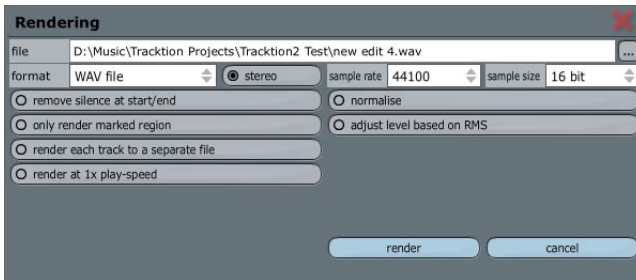 Rendering
file D:\Music\Tracktion Projects\Tracktion2 Test\new edit 4.wav ...
format WAV file stereo sample rate 44100 sample size 16 bit
remove silence at start/end normalise
only render marked region adjust level based on RMS
render each track to a separate file
render at 1x play-speed
render cancel